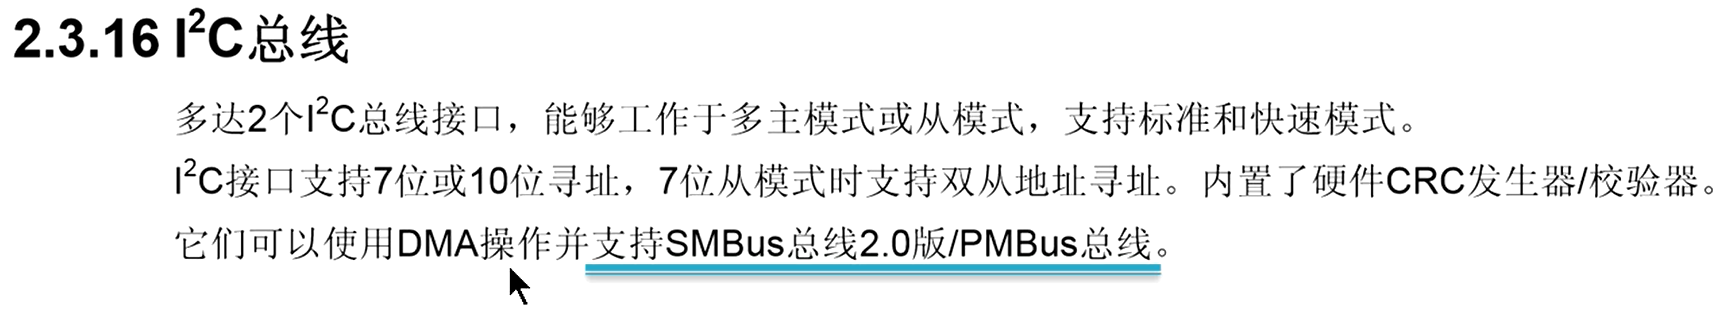 2.3.16 I²C总线
多达2个I²C总线接口，能够工作于多主模式或从模式，支持标准和快速模式。
I²C接口支持7位或10位寻址，7位从模式时支持双从地址寻址。内置了硬件CRC发生器/校验器。
它们可以使用DMA操作并支持SMBus总线2.0版/PMBus总线。